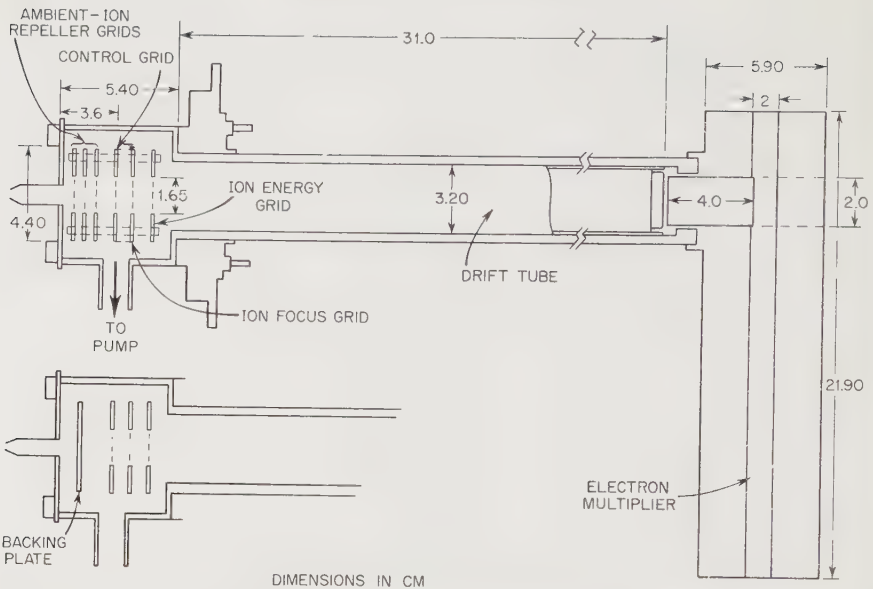 AMBIENT-ION
REPELLER GRIDS
CONTROL GRID
5.40
3.6
31.0
5.90
2
4.40
1.65
ION ENERGY
GRID
3.20
4.0
2.0
DRIFT TUBE
ION FOCUS GRID
TO
PUMP
21.90
ELECTRON
MULTIPLIER
BACKING
PLATE
DIMENSIONS IN CM